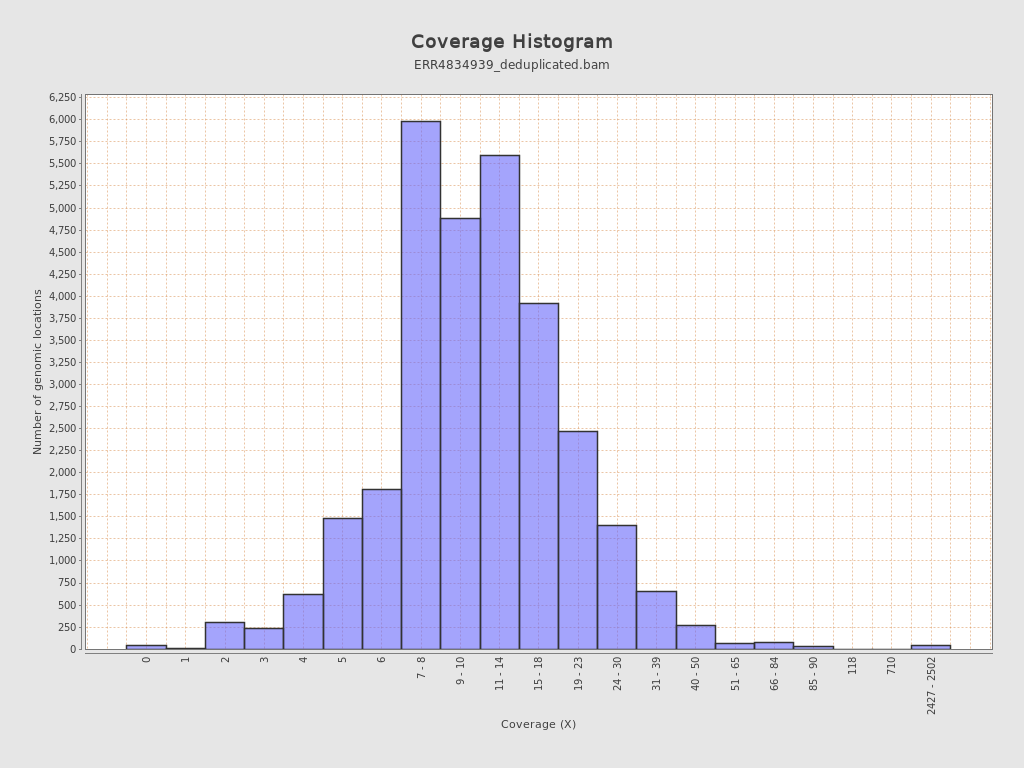 Coverage Histogram
ERR4834939_deduplicated.bam
6,250
6,000
5,750
5,500
5,250
5,000
4,750
4,500
4,250
4,000
3,750
3,500
3,250
3,000
2,750
2,500
2,250
2,000
1,750
1,500
1,250
1,000
750
500
250
0
Number of genomic locations
0
1
2
3
4
5
6
7 - 8
9 - 10
11 - 14
15 - 18
19 - 23
24 - 30
31 - 39
40 - 50
51 - 65
66 - 84
85 - 90
118
710
2427 - 2502
Coverage (X)